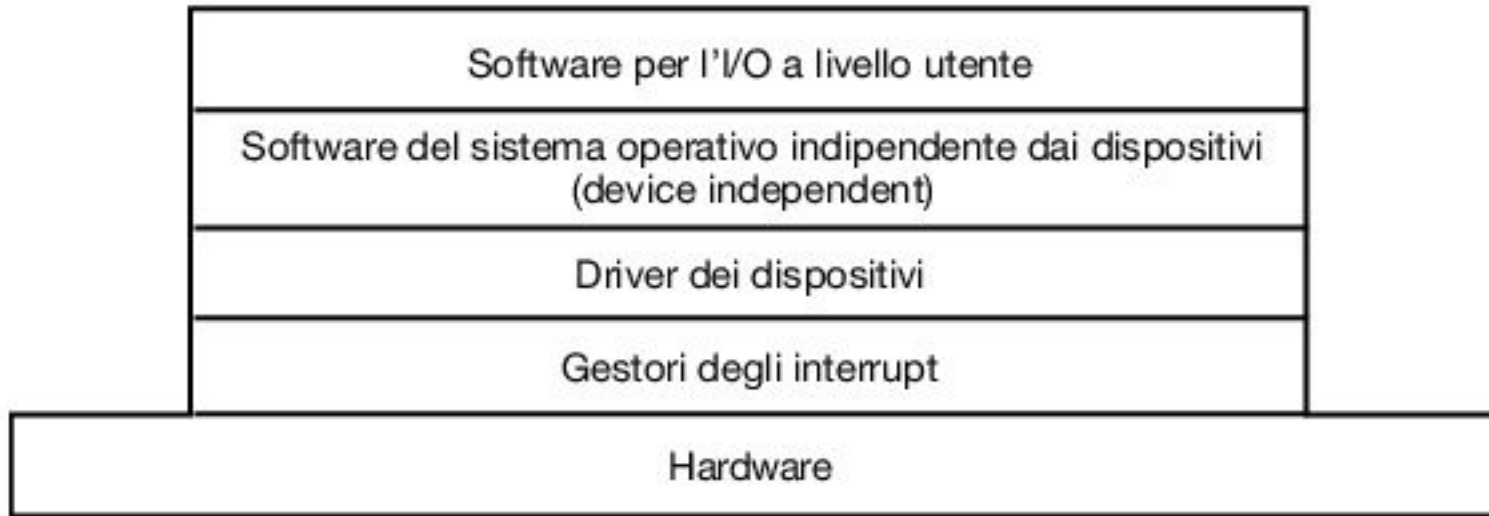 Software per l'I/O a livello utente
Software del sistema operativo indipendente dai dispositivi
(device independent)
Driver dei dispositivi
Gestori degli interrupt
Hardware